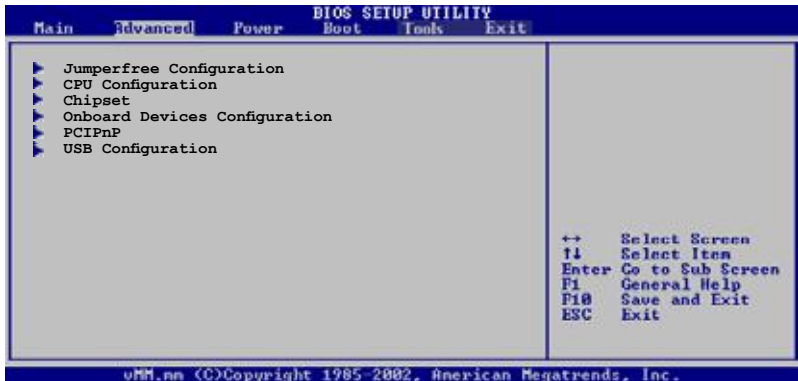 BIOS SETUP UTILITY
Main Advanced Power Boot Tools Exit
Jumperfree Configuration
CPU Configuration
Chipset
Onboard Devices Configuration
PCIPnP
USB Configuration
↔ Select Screen
↑↓ Select Item
Enter Go to Sub Screen
F1 General Help
F10 Save and Exit
ESC Exit
vMM.mm (C)Copyright 1985-2002, American Megatrends, Inc.